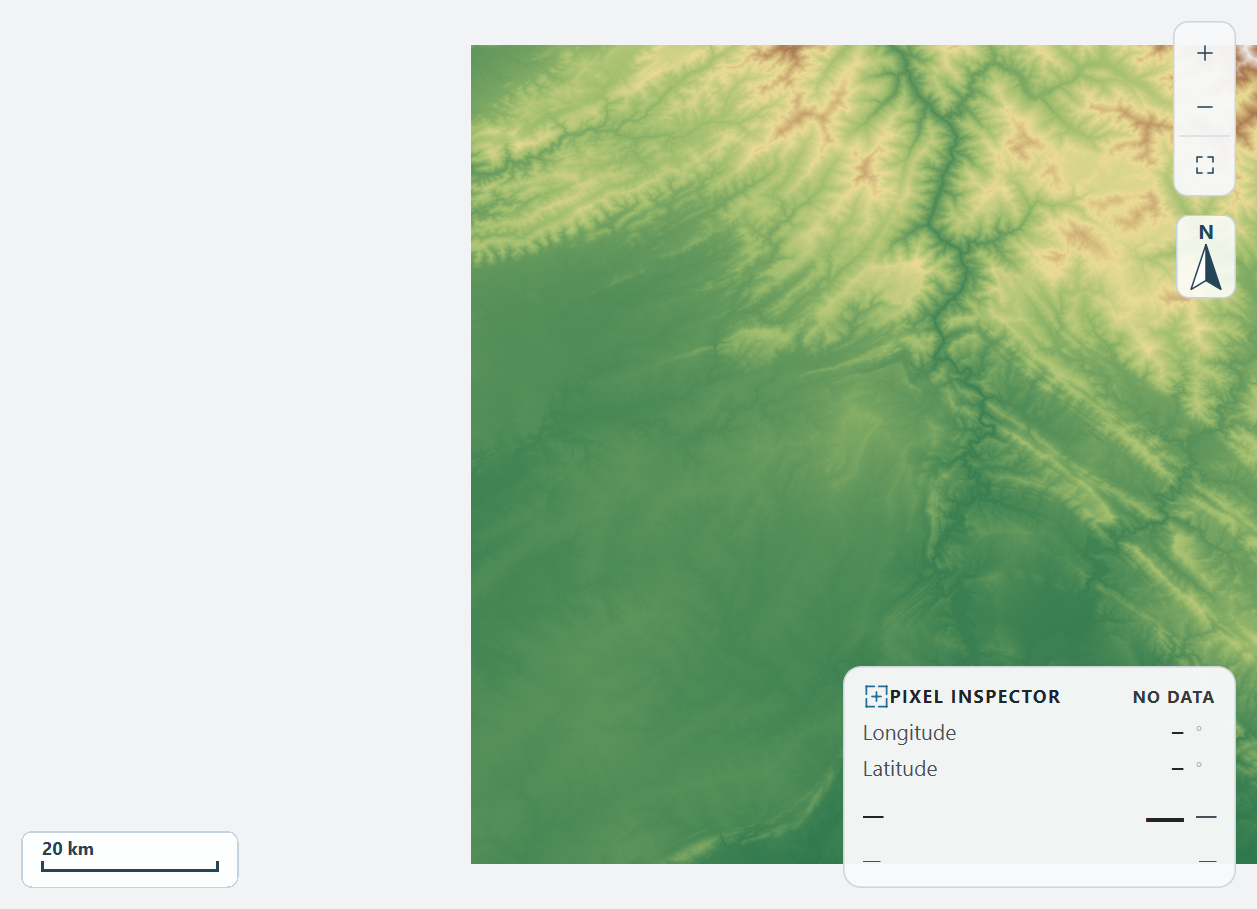 +
−
N
PIXEL INSPECTOR NO DATA
Longitude – °
Latitude – °
— — —
— —
20 km